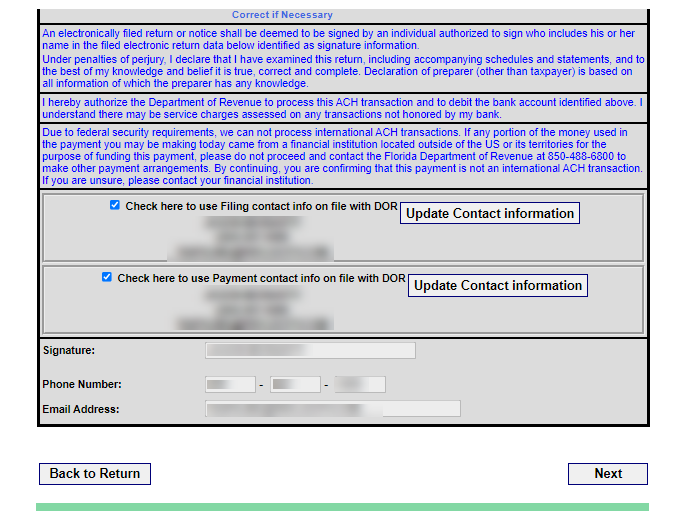 Correct if Necessary
An electronically filed return or notice shall be deemed to be signed by an individual authorized to sign who includes his or her
name in the filed electronic return data below identified as signature information.
Under penalties of perjury, I declare that I have examined this return, including accompanying schedules and statements, and to
the best of my knowledge and belief it is true, correct and complete. Declaration of preparer (other than taxpayer) is based on
all information of which the preparer has any knowledge.
I hereby authorize the Department of Revenue to process this ACH transaction and to debit the bank account identified above. I
understand there may be service charges assessed on any transactions not honored by my bank.
Due to federal security requirements, we can not process international ACH transactions. If any portion of the money used in
the payment you may be making today came from a financial institution located outside of the US or its territories for the
purpose of funding this payment, please do not proceed and contact the Florida Department of Revenue at 850-488-6800 to
make other payment arrangements. By continuing, you are confirming that this payment is not an international ACH transaction.
If you are unsure, please contact your financial institution.
Check here to use Filing contact info on file with DOR Update Contact information
Check here to use Payment contact info on file with DOR Update Contact information
Signature:
Phone Number: - -
Email Address:
Back to Return Next